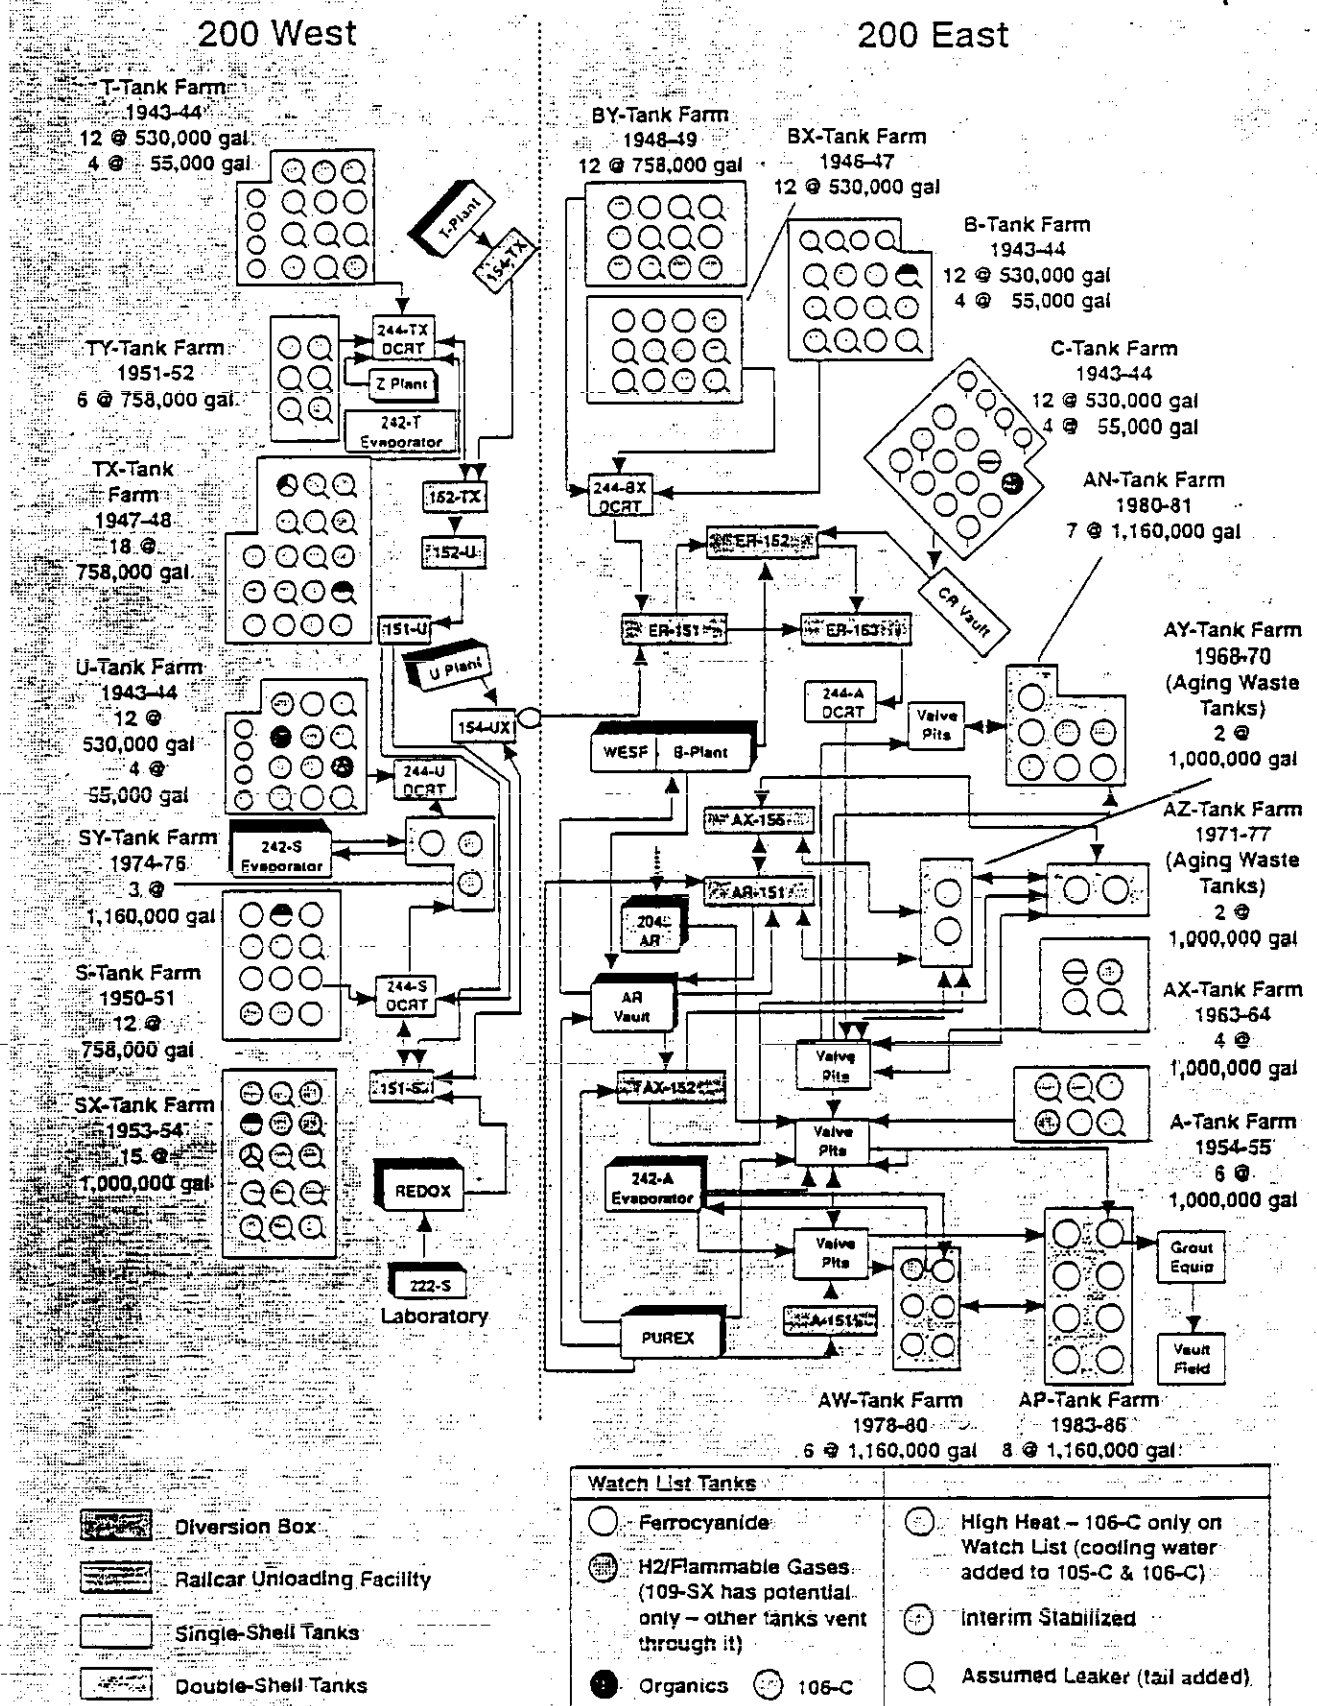 200 West
200 East
T-Tank Farm
1943-44
12 @ 530,000 gal
4 @ 55,000 gal
BY-Tank Farm
1948-49
12 @ 758,000 gal
BX-Tank Farm
1946-47
12 @ 530,000 gal
B-Tank Farm
1943-44
12 @ 530,000 gal
4 @ 55,000 gal
T-Plant
154-TX
244-TX
DCRT
Z Plant
242-T
Evaporator
TY-Tank Farm
1951-52
6 @ 758,000 gal
C-Tank Farm
1943-44
12 @ 530,000 gal
4 @ 55,000 gal
TX-Tank
Farm
1947-48
18 @
758,000 gal
152-TX
152-U
151-U
244-BX
DCRT
AN-Tank Farm
1980-81
7 @ 1,160,000 gal
ER-152
ER-151
ER-153
CR Vault
U-Tank Farm
1943-44
12 @
530,000 gal
4 @
55,000 gal
U Plant
154-UX
244-U
DCRT
244-A
DCRT
Valve
Pits
WESF
B-Plant
AY-Tank Farm
1968-70
(Aging Waste
Tanks)
2 @
1,000,000 gal
SY-Tank Farm
1974-76
3 @
1,160,000 gal
242-S
Evaporator
AX-155
AR-151
204-
AR
AZ-Tank Farm
1971-77
(Aging Waste
Tanks)
2 @
1,000,000 gal
S-Tank Farm
1950-51
12 @
758,000 gal
244-S
DCRT
151-S
AR
Vault
AX-Tank Farm
1963-64
4 @
1,000,000 gal
Valve
Pits
AX-152
SX-Tank Farm
1953-54
15 @
1,000,000 gal
REDOX
222-S
Laboratory
Valve
Pits
242-A
Evaporator
A-Tank Farm
1954-55
6 @
1,000,000 gal
Valve
Pits
A-151
PUREX
Grout
Equip
Vault
Field
AW-Tank Farm
1978-80
6 @ 1,160,000 gal
AP-Tank Farm
1983-86
8 @ 1,160,000 gal
Diversion Box
Railcar Unloading Facility
Single-Shell Tanks
Double-Shell Tanks
Watch List Tanks
Ferrocyanide
H2/Flammable Gases
(109-SX has potential
only – other tanks vent
through it)
Organics
106-C
High Heat – 106-C only on
Watch List (cooling water
added to 105-C & 106-C)
Interim Stabilized
Assumed Leaker (tail added)